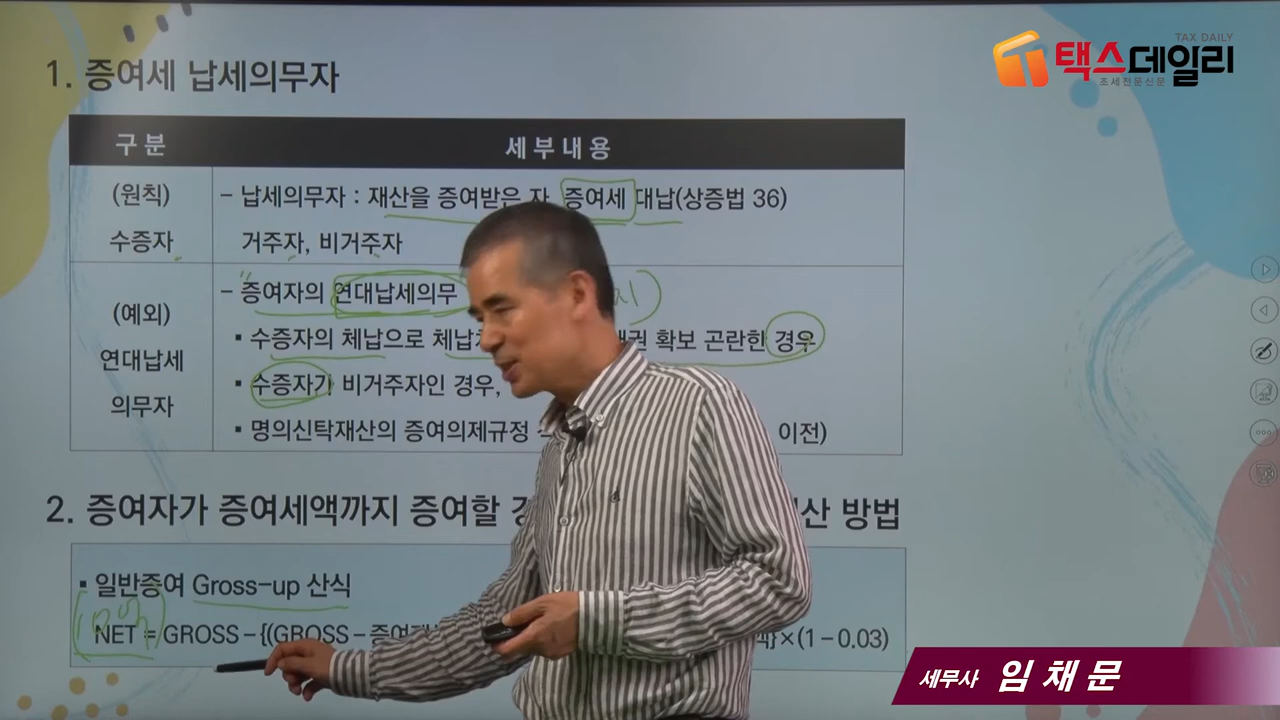 TAX DAILY
택스데일리
조세전문신문
1. 증여세 납세의무자
구 분
세 부 내 용
(원칙)
수증자
- 납세의무자 : 재산을 증여받은 자, 증여세 대납(상증법 36)
거주자, 비거주자
(예외)
연대납세
의무자
- 증여자의 연대납세의무
▪ 수증자의 체납으로 체납 채권 확보 곤란한 경우
▪ 수증자가 비거주자인 경우,
▪ 명의신탁재산의 증여의제규정 이전)
2. 증여자가 증여세액까지 증여할 산 방법
▪ 일반증여 Gross-up 산식
NET = GROSS-{(GROSS-증여재 ×(1-0.03)
세무사 임 채 문